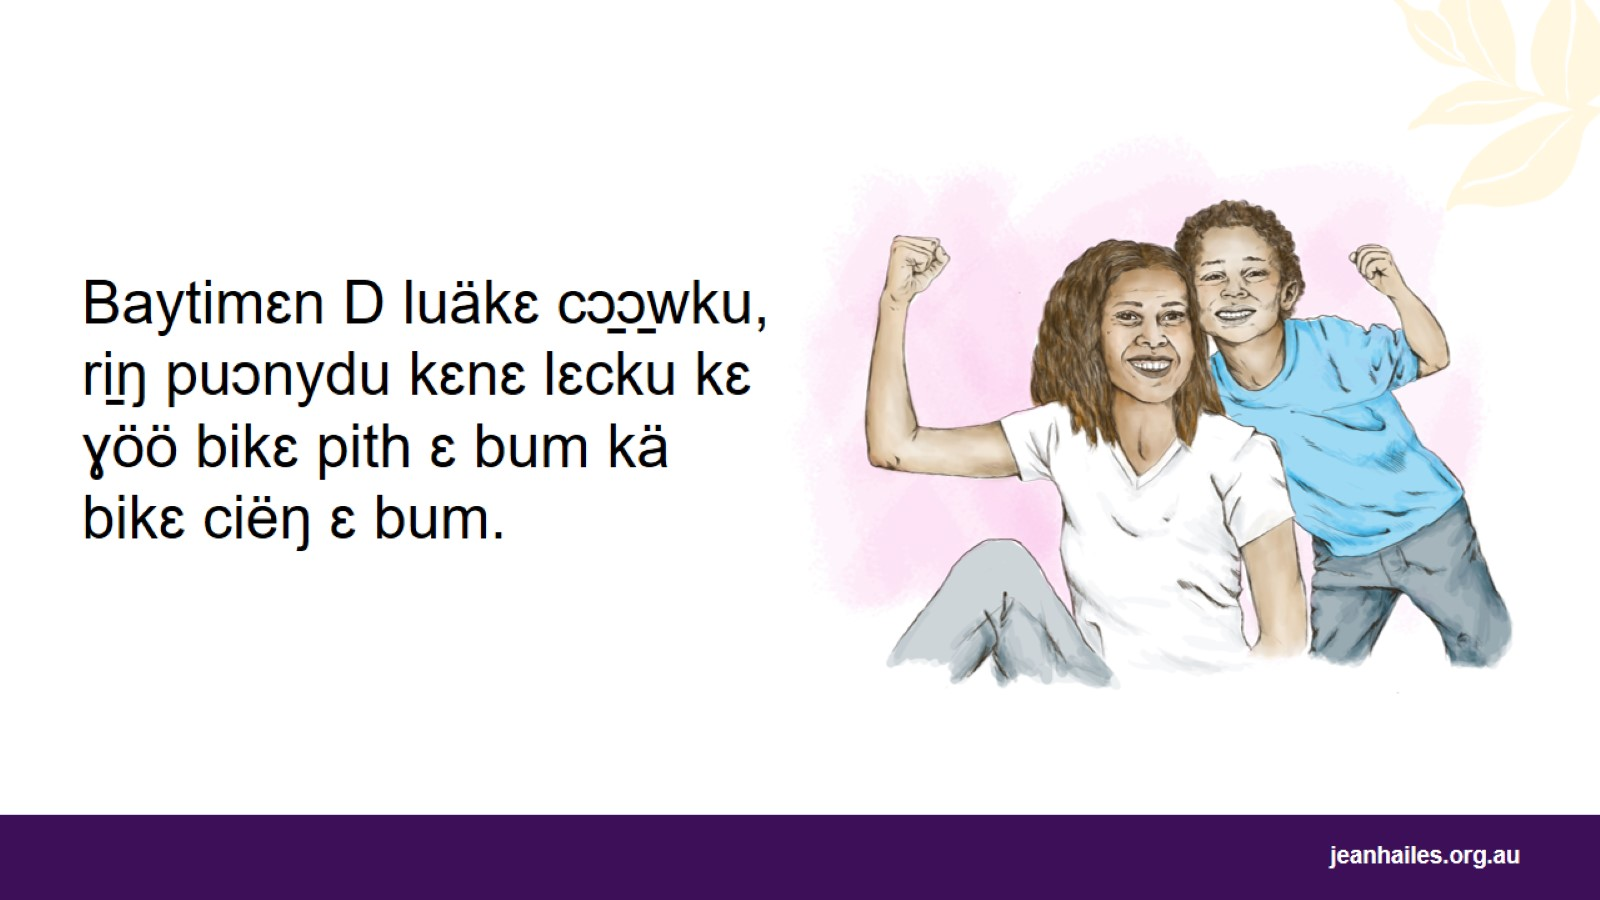 Baytimɛn D luäkɛ cɔ̱ɔ̱wku,
ri̱ŋ puɔnydu kɛnɛ lɛcku kɛ
ɣöö bikɛ pith ɛ bum kä
bikɛ ciëŋ ɛ bum.
jeanhailes.org.au